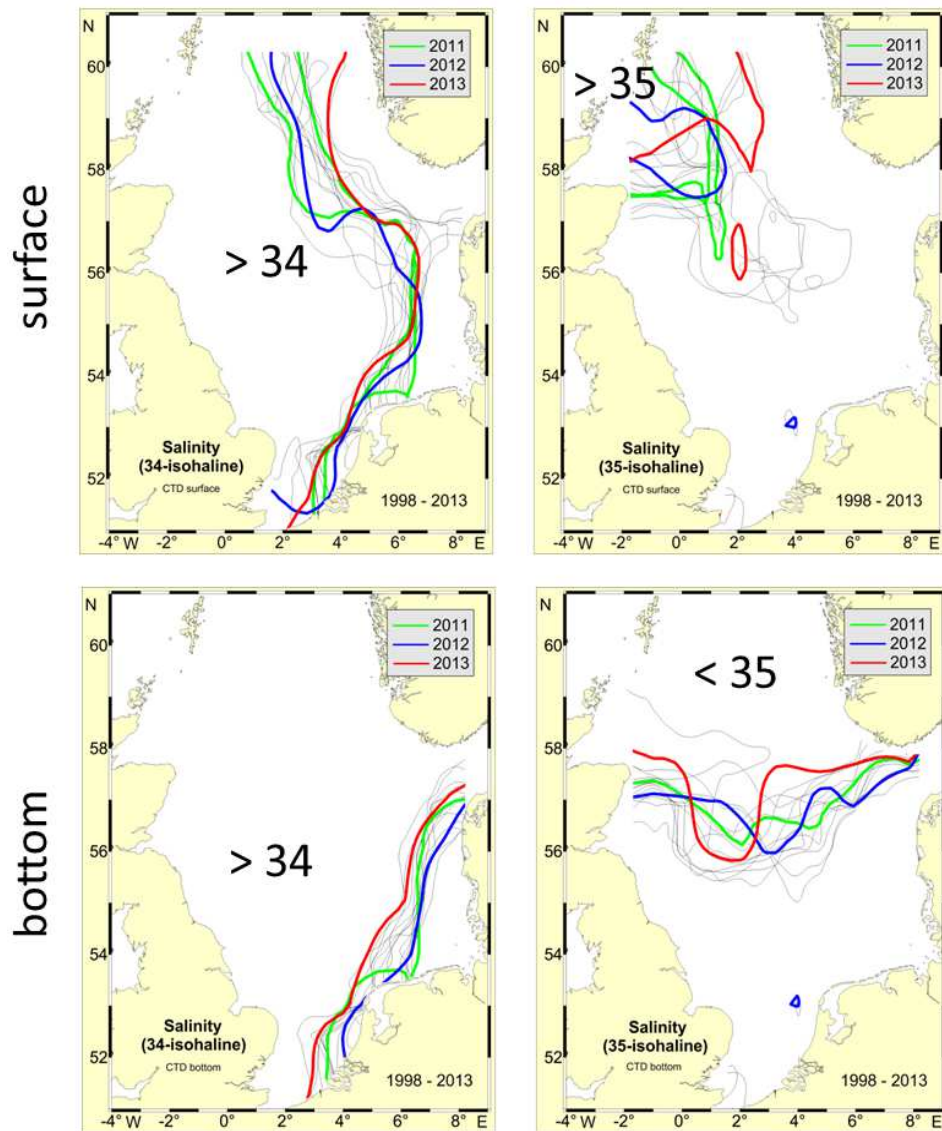 surface
N
60
58
56
54
52
2011
2012
2013
> 34
Salinity
(34-isohaline)
CTD surface
1998 - 2013
-4° W
0°
2°
4°
6°
8° E
N
60
58
56
54
52
2011
2012
2013
> 35
Salinity
(35-isohaline)
CTD surface
1998 - 2013
-4° W
0°
2°
4°
6°
8° E
bottom
N
60
58
56
54
52
2011
2012
2013
> 34
Salinity
(34-isohaline)
CTD bottom
1998 - 2013
-4° W
0°
2°
4°
6°
8° E
N
60
58
56
54
52
2011
2012
2013
< 35
Salinity
(35-isohaline)
CTD bottom
1998 - 2013
-4° W
0°
2°
4°
6°
8° E